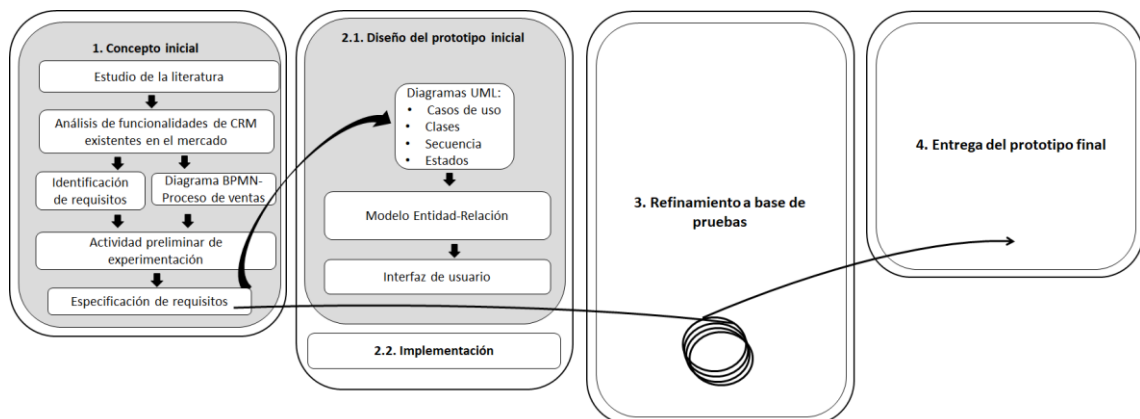 1. Concepto inicial
Estudio de la literatura
Análisis de funcionalidades de CRM
existentes en el mercado
Identificación
de requisitos
Diagrama BPMN-
Proceso de ventas
Actividad preliminar de
experimentación
Especificación de requisitos
2.1. Diseño del prototipo inicial
Diagramas UML:
• Casos de uso
• Clases
• Secuencia
• Estados
Modelo Entidad-Relación
Interfaz de usuario
2.2. Implementación
3. Refinamiento a base de
pruebas
4. Entrega del prototipo final